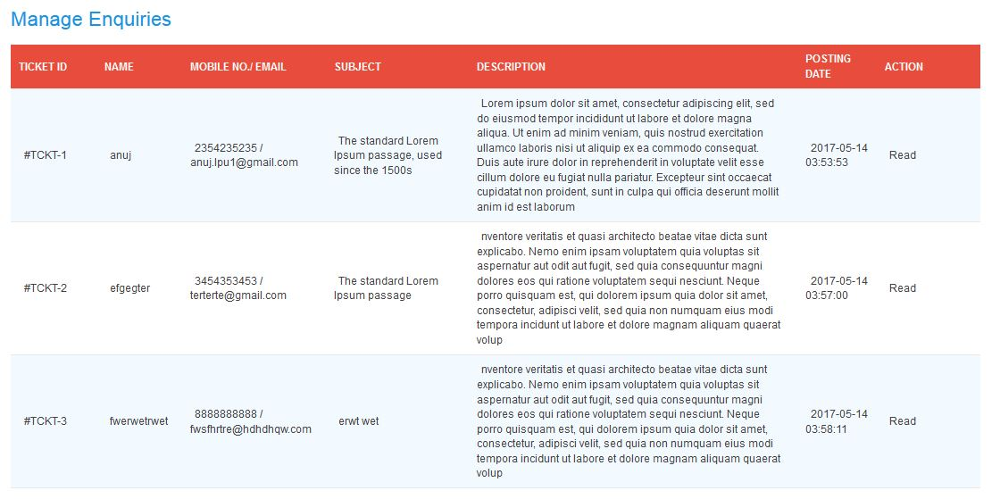 Manage Enquiries
TICKET ID NAME MOBILE NO./ EMAIL SUBJECT DESCRIPTION POSTING DATE ACTION
#TCKT-1
anuj
2354235235 /
anuj.lpu1@gmail.com
The standard Lorem
Ipsum passage, used
since the 1500s
Lorem ipsum dolor sit amet, consectetur adipiscing elit, sed
do eiusmod tempor incididunt ut labore et dolore magna
aliqua. Ut enim ad minim veniam, quis nostrud exercitation
ullamco laboris nisi ut aliquip ex ea commodo consequat.
Duis aute irure dolor in reprehenderit in voluptate velit esse
cillum dolore eu fugiat nulla pariatur. Excepteur sint occaecat
cupidatat non proident, sunt in culpa qui officia deserunt mollit
anim id est laborum
2017-05-14
03:53:53
Read
#TCKT-2
efgegter
3454353453 /
terterte@gmail.com
The standard Lorem
Ipsum passage
nventore veritatis et quasi architecto beatae vitae dicta sunt
explicabo. Nemo enim ipsam voluptatem quia voluptas sit
aspernatur aut odit aut fugit, sed quia consequuntur magni
dolores eos qui ratione voluptatem sequi nesciunt. Neque
porro quisquam est, qui dolorem ipsum quia dolor sit amet,
consectetur, adipisci velit, sed quia non numquam eius modi
tempora incidunt ut labore et dolore magnam aliquam quaerat
volup
2017-05-14
03:57:00
Read
#TCKT-3
fwerwetrwet
8888888888 /
fwsfhrtre@hdhdhqw.com
erwt wet
nventore veritatis et quasi architecto beatae vitae dicta sunt
explicabo. Nemo enim ipsam voluptatem quia voluptas sit
aspernatur aut odit aut fugit, sed quia consequuntur magni
dolores eos qui ratione voluptatem sequi nesciunt. Neque
porro quisquam est, qui dolorem ipsum quia dolor sit amet,
consectetur, adipisci velit, sed quia non numquam eius modi
tempora incidunt ut labore et dolore magnam aliquam quaerat
volup
2017-05-14
03:58:11
Read